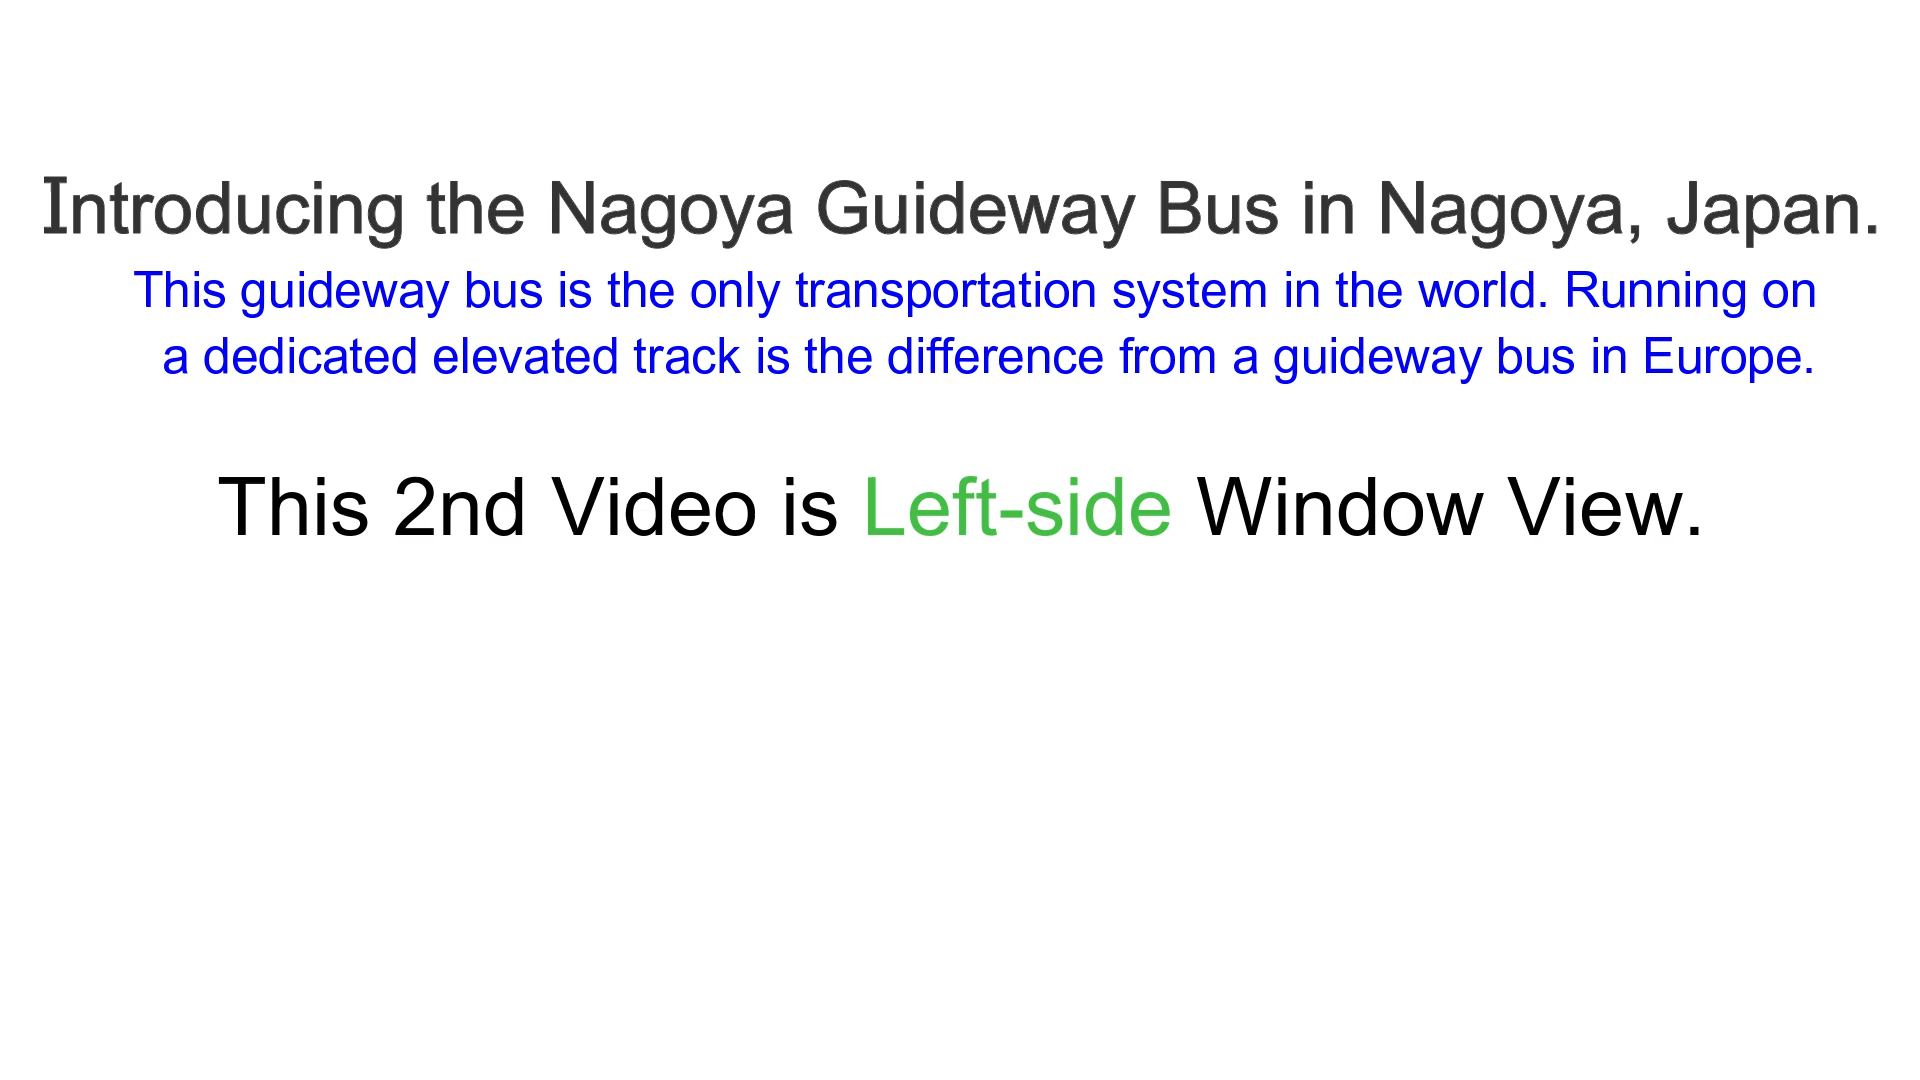 Introducing the Nagoya Guideway Bus in Nagoya, Japan.
This guideway bus is the only transportation system in the world. Running on
a dedicated elevated track is the difference from a guideway bus in Europe.
This 2nd Video is Left-side Window View.